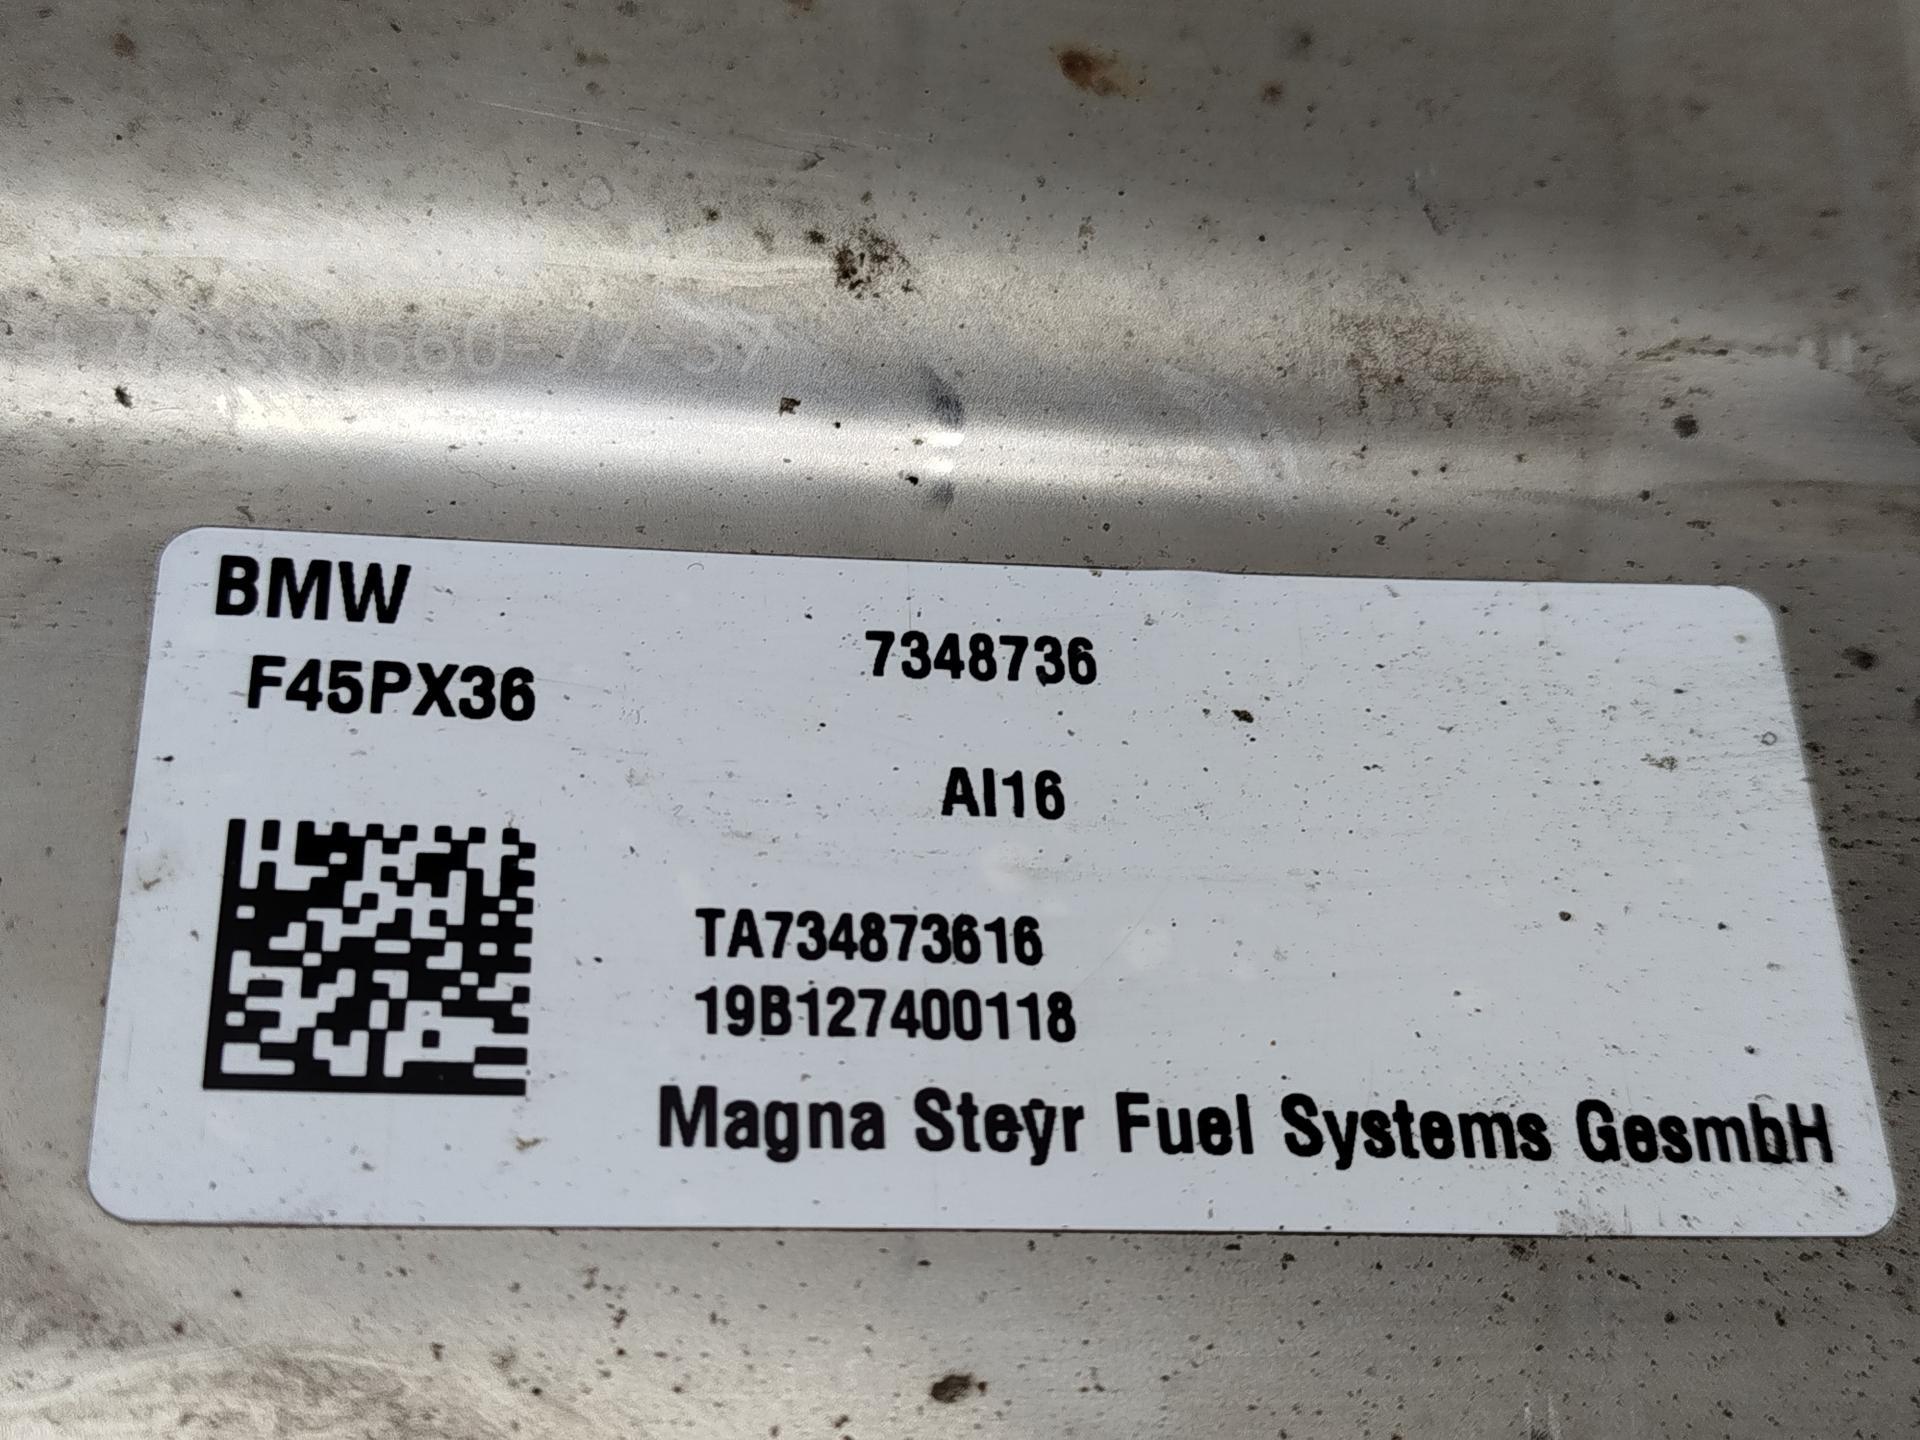 BMW
F45PX36
7348736
AI16
TA734873616
19B127400118
Magna Steyr Fuel Systems GesmbH